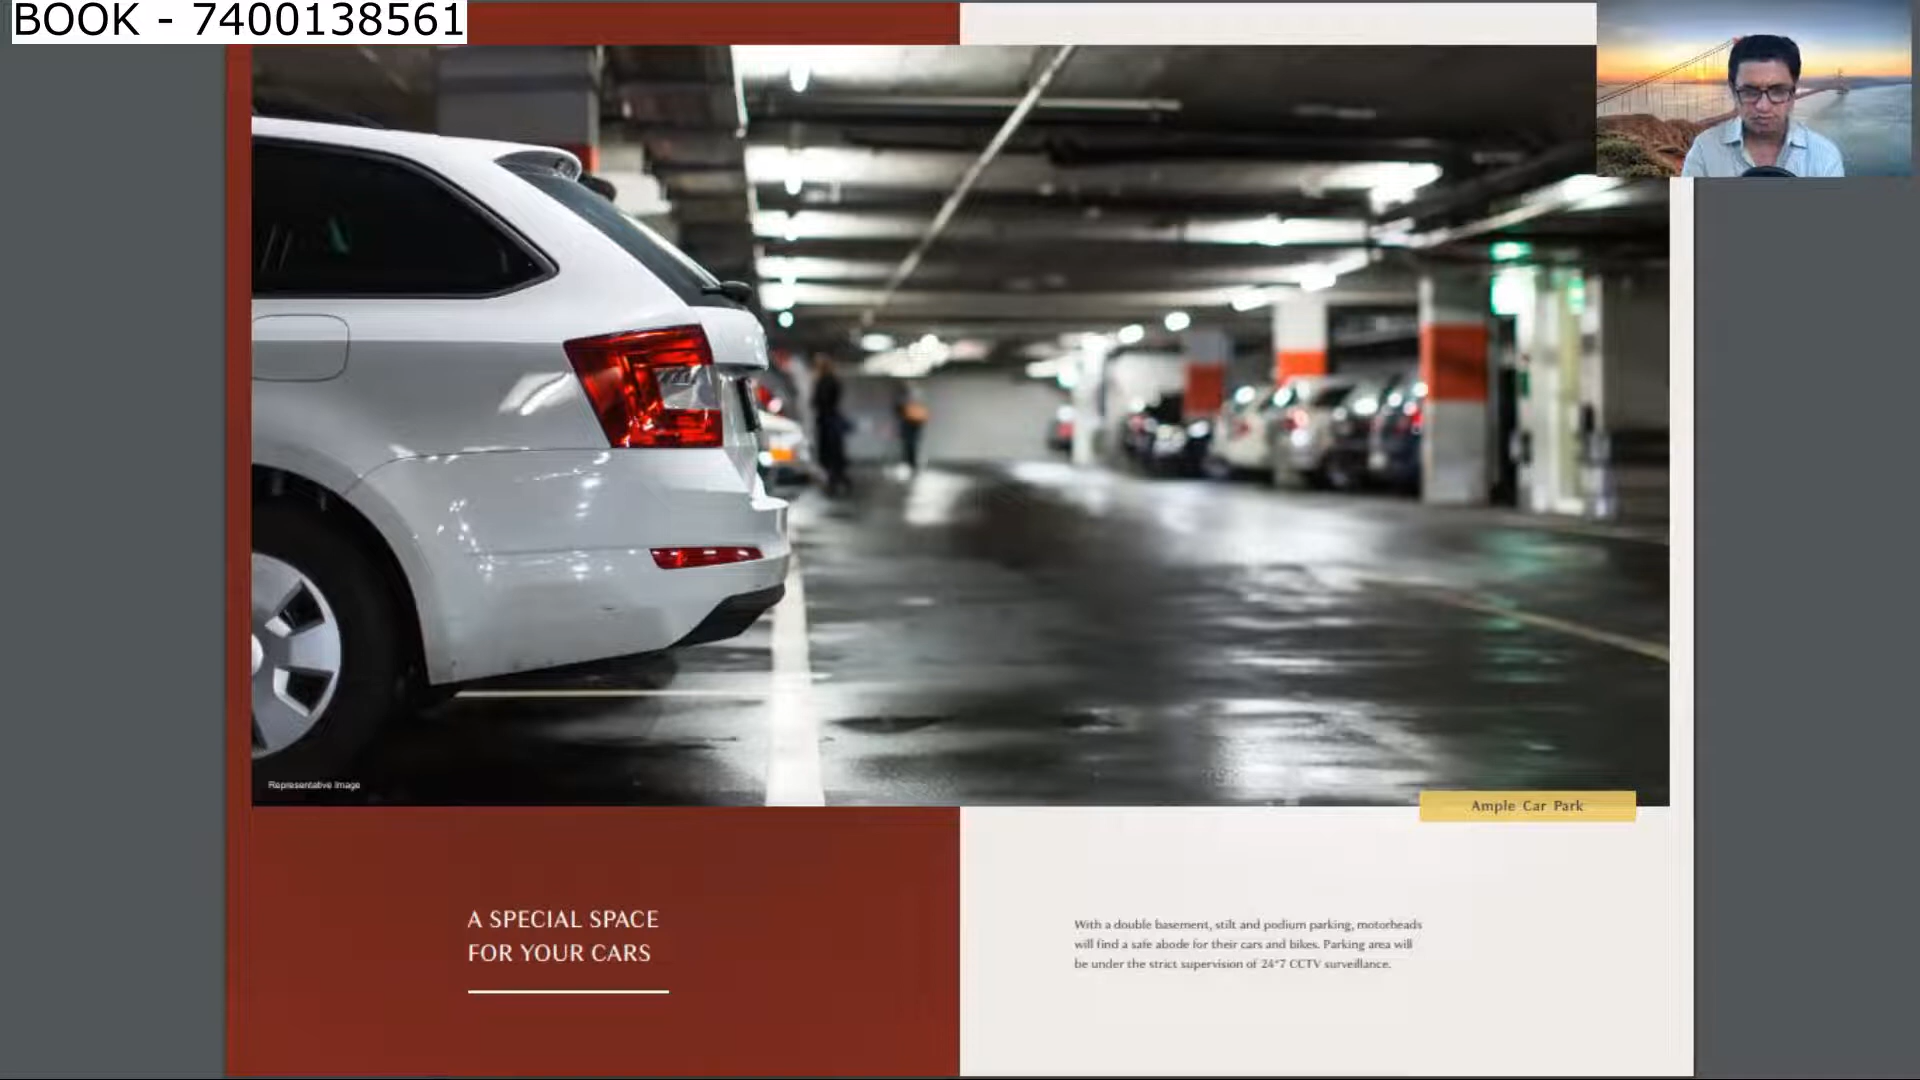 BOOK - 7400138561
Representative Image
Ample Car Park
A SPECIAL SPACE
FOR YOUR CARS
With a double basement, stilt and podium parking, motorheads
will find a safe abode for their cars and bikes. Parking area will
be under the strict supervision of 24*7 CCTV surveillance.